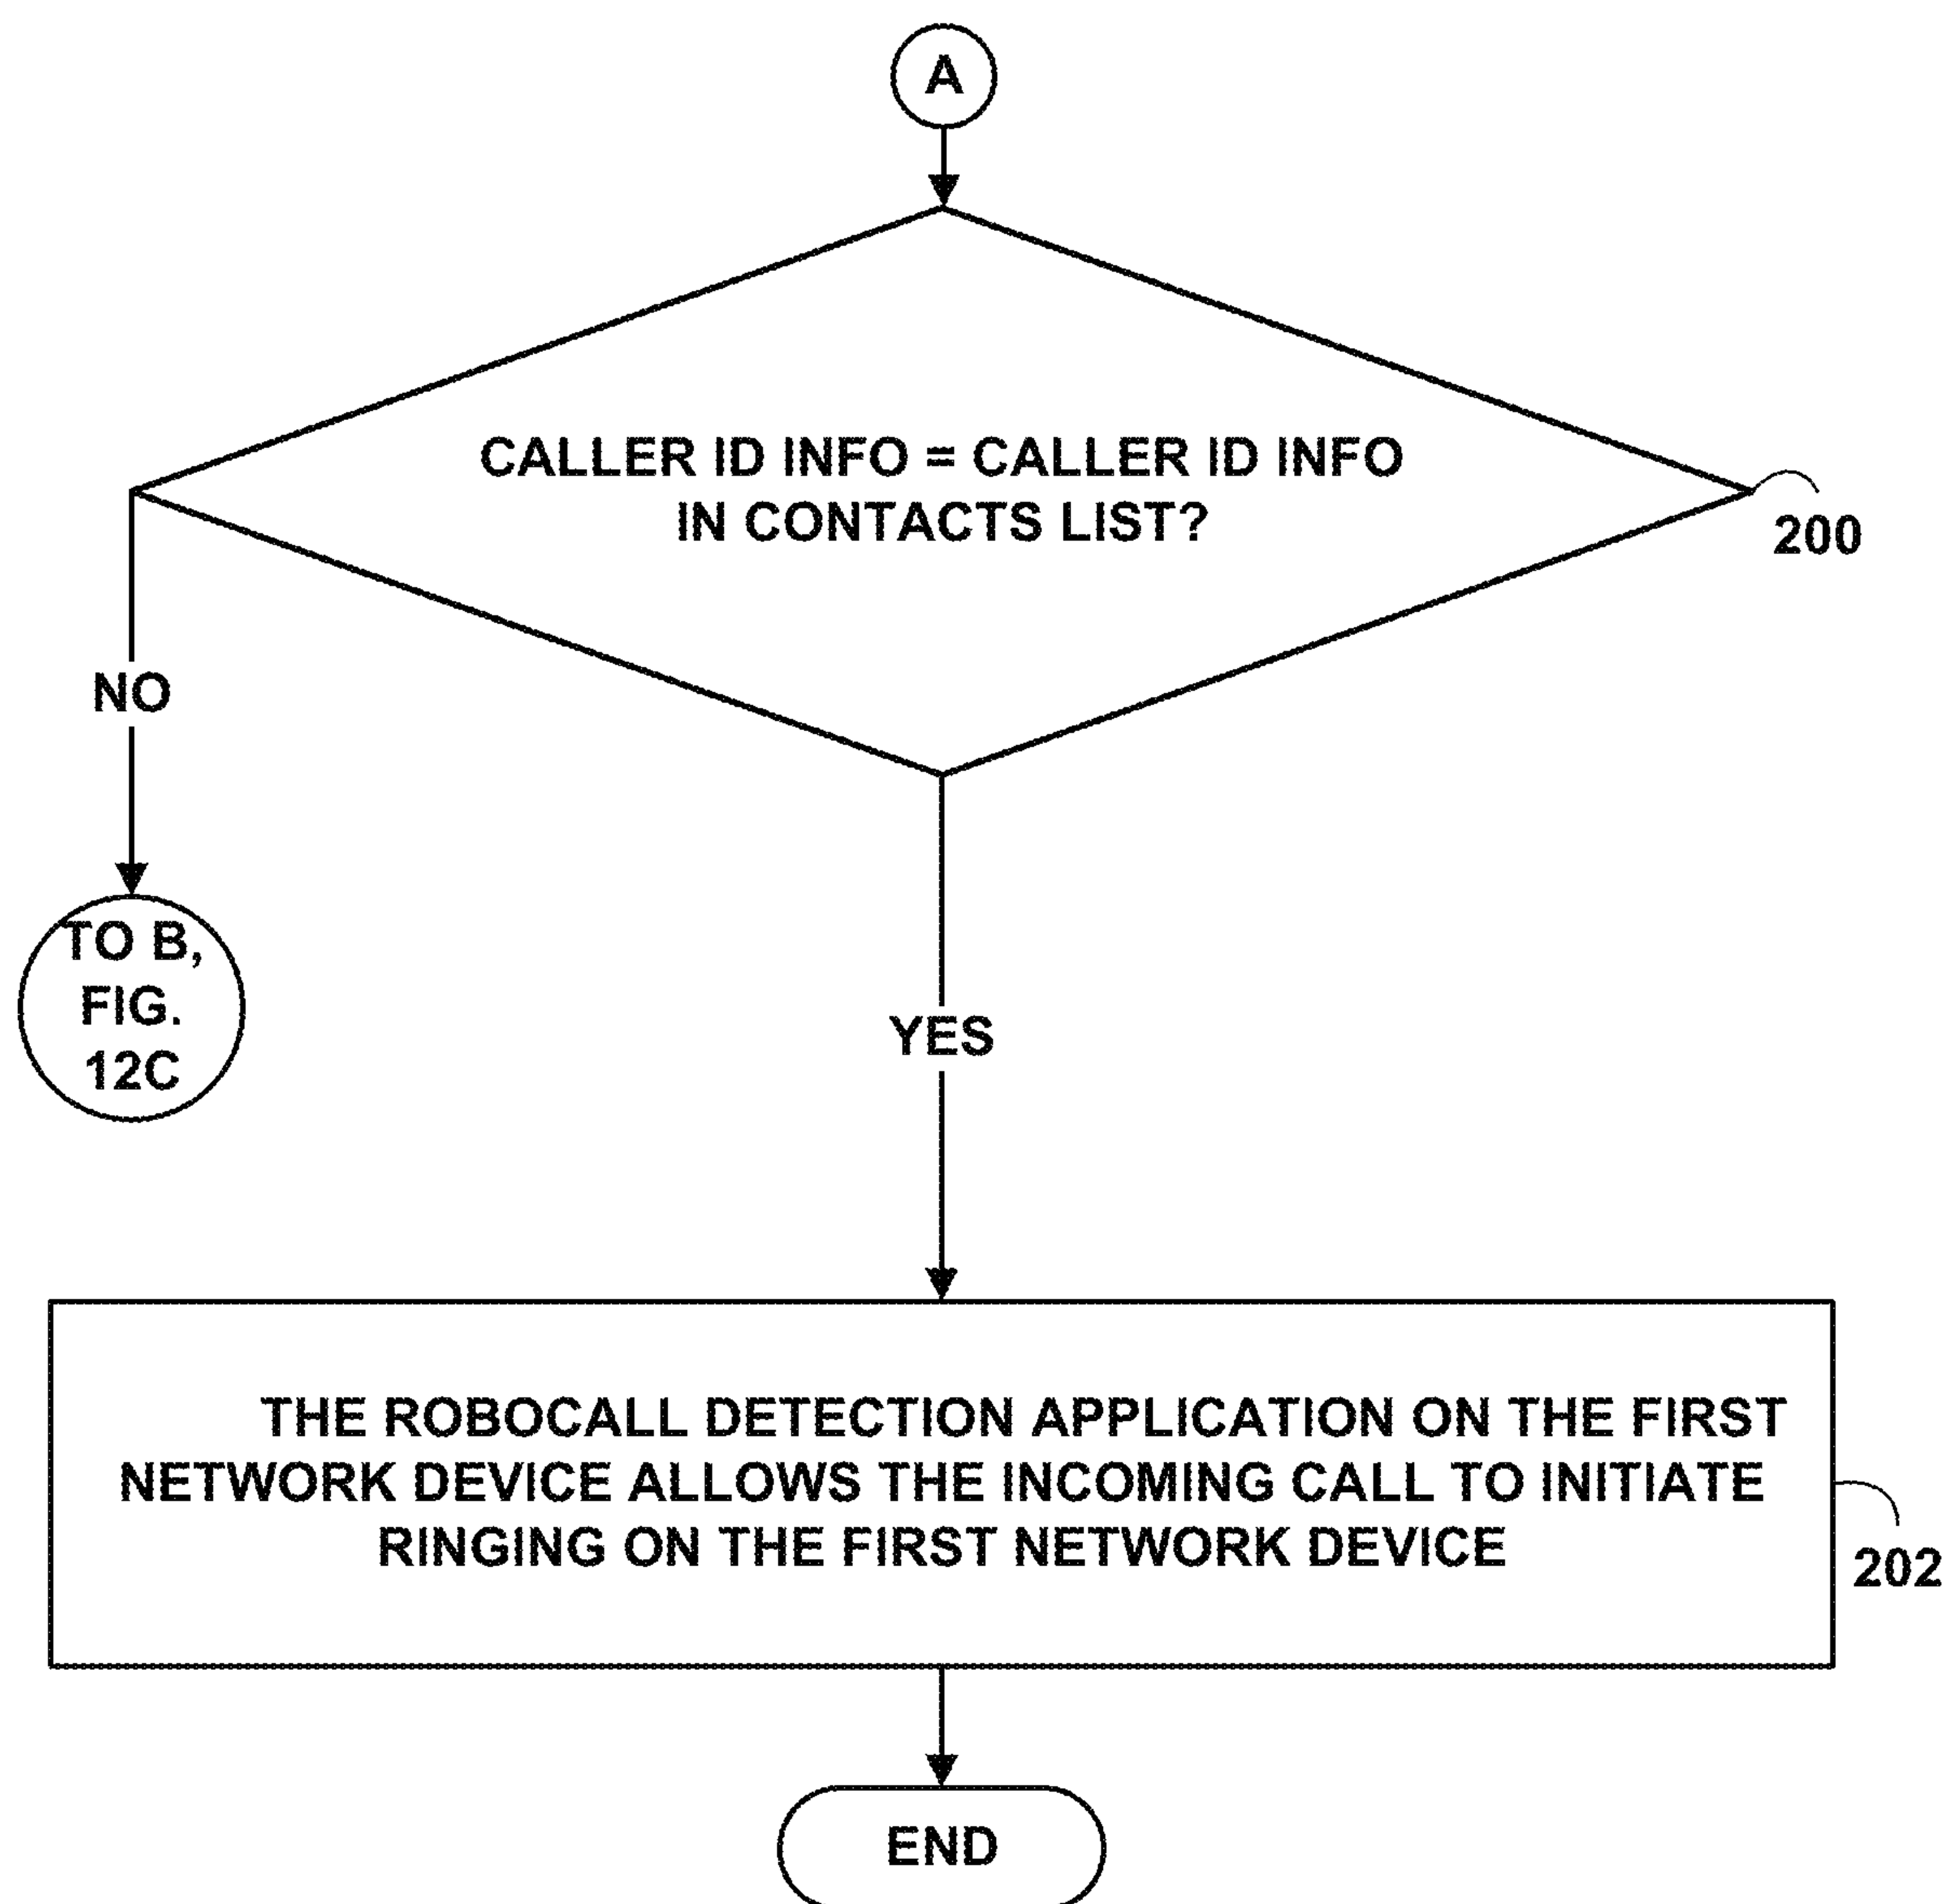 A
CALLER ID INFO = CALLER ID INFO
IN CONTACTS LIST?
200
NO
TO B,
FIG.
12C
YES
THE ROBOCALL DETECTION APPLICATION ON THE FIRST
NETWORK DEVICE ALLOWS THE INCOMING CALL TO INITIATE
RINGING ON THE FIRST NETWORK DEVICE
202
END